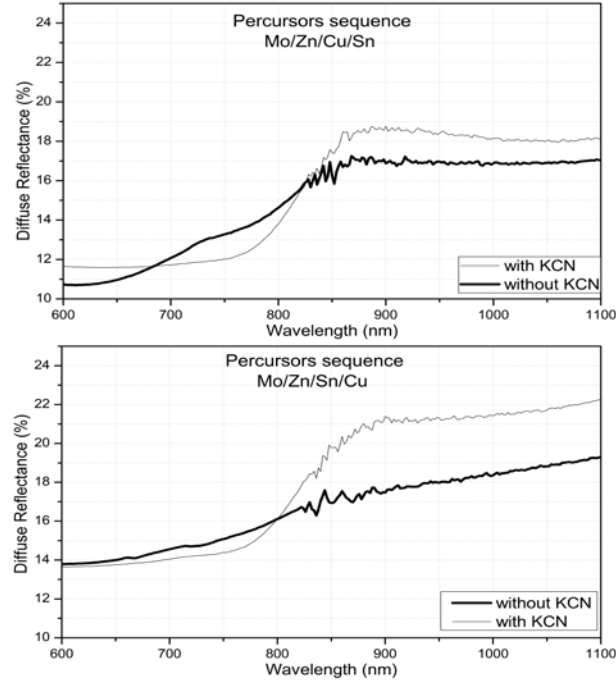 Percursors sequence
Mo/Zn/Cu/Sn
24
22
20
18
16
14
12
10
Diffuse Reflectance (%)
with KCN
without KCN
600 700 800 900 1000 1100
Wavelength (nm)
Percursors sequence
Mo/Zn/Sn/Cu
24
22
20
18
16
14
12
10
Diffuse Reflectance (%)
without KCN
with KCN
600 700 800 900 1000 1100
Wavelength (nm)